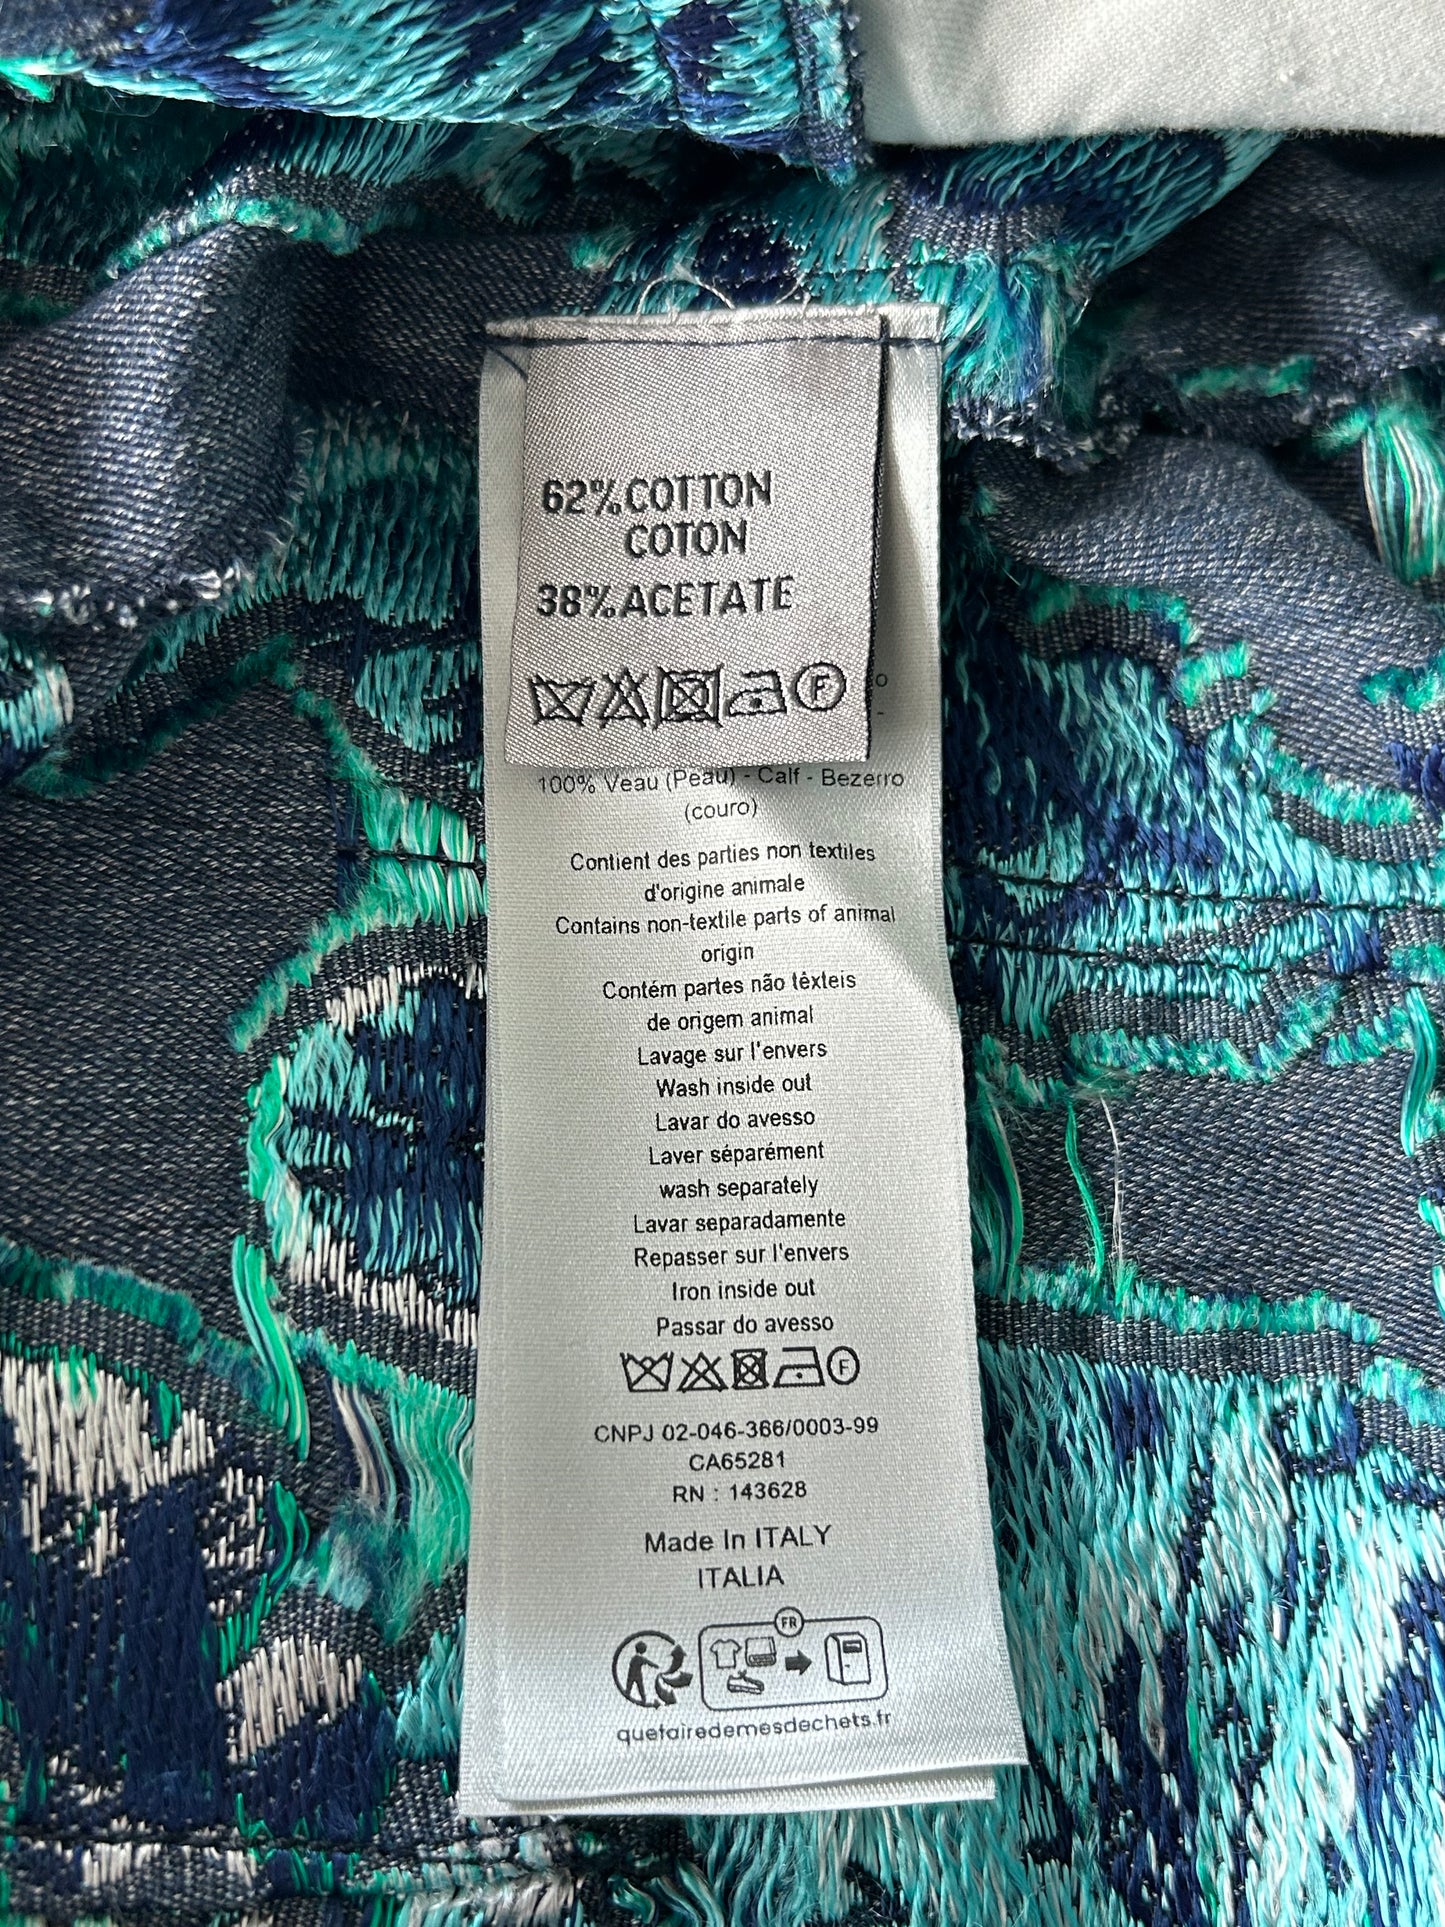 62%COTTON
COTON
38%ACETATE
F
o
-
100% Veau (Peau) - Calf - Bezerro
(couro)
Contient des parties non textiles
d'origine animale
Contains non-textile parts of animal
origin
Contém partes não têxteis
de origem animal
Lavage sur l'envers
Wash inside out
Lavar do avesso
Laver séparément
wash separately
Lavar separadamente
Repasser sur l'envers
Iron inside out
Passar do avesso
F
CNPJ 02-046-366/0003-99
CA65281
RN : 143628
Made In ITALY
ITALIA
FR
quefairedemesdechets.fr